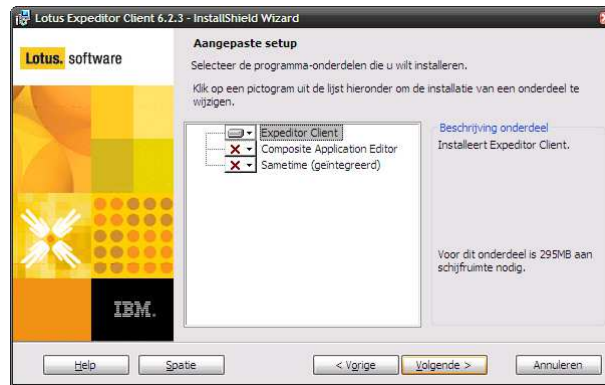 Lotus Expeditor Client 6.2.3 - InstallShield Wizard
Lotus. software
Aangepaste setup
Selecteer de programma-onderdelen die u wilt installeren.
Klik op een pictogram uit de lijst hieronder om de installatie van een onderdeel te
wijzigen.
Expeditor Client
Composite Application Editor
Sametime (geïntegreerd)
Beschrijving onderdeel
Installeert Expeditor Client.
Voor dit onderdeel is 295MB aan
schijfruimte nodig.
IBM.
Help
Spatie
< Vorige
Volgende >
Annuleren